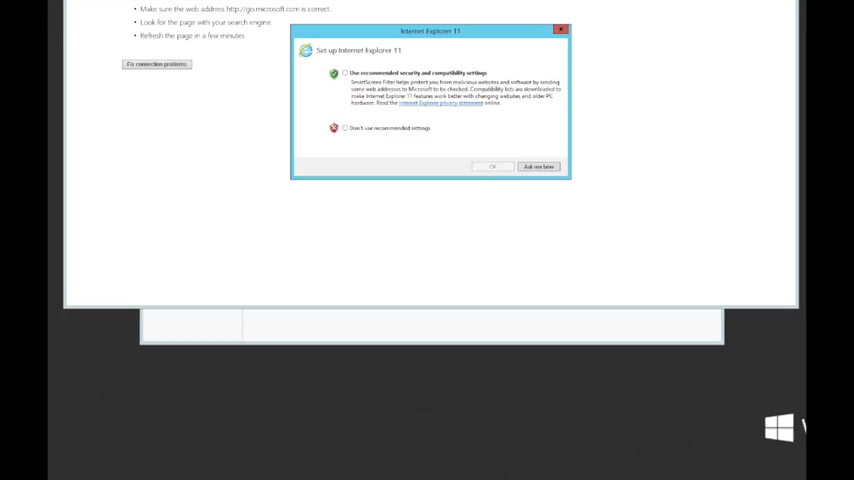 • Make sure the web address http://go.microsoft.com is correct.
• Look for the page with your search engine.
• Refresh the page in a few minutes.
Fix connection problems
Internet Explorer 11
x
Set up Internet Explorer 11
Use recommended security and compatibility settings
SmartScreen Filter helps protect you from malicious websites and software by sending
some web addresses to Microsoft to be checked. Compatibility lists are downloaded to
make Internet Explorer 11 features work better with changing websites and older PC
hardware. Read the Internet Explorer privacy statement online.
Don't use recommended settings
OK
Ask me later